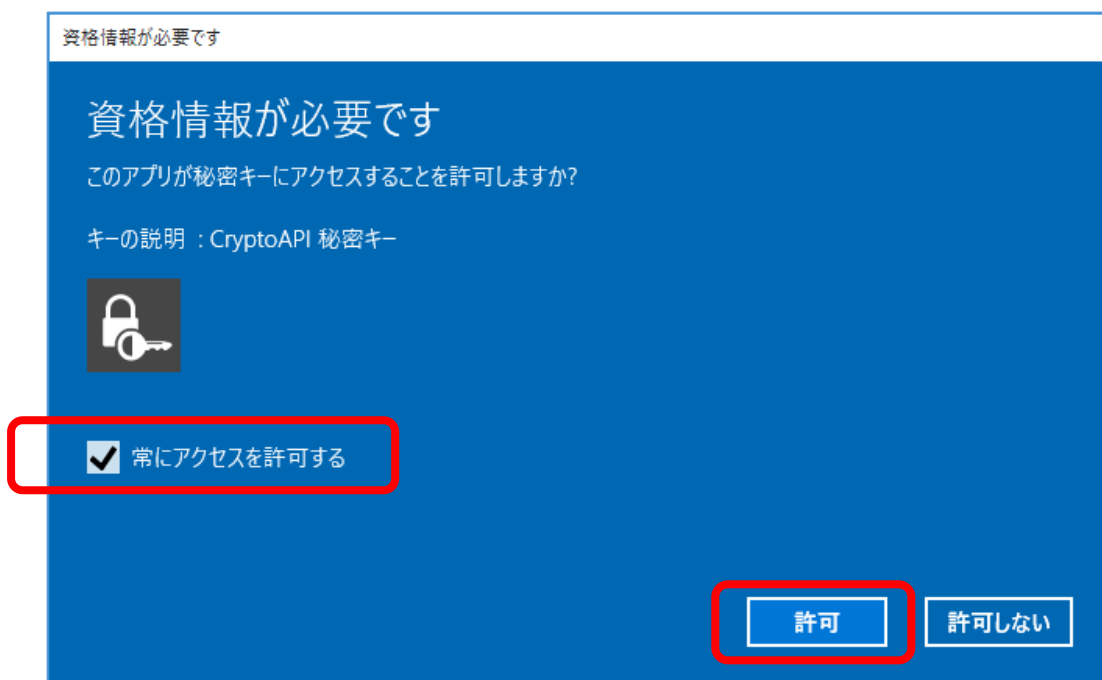 資格情報が必要です
資格情報が必要です
このアプリが秘密キーにアクセスすることを許可しますか?
キーの説明 : CryptoAPI 秘密キー
常にアクセスを許可する
許可
許可しない